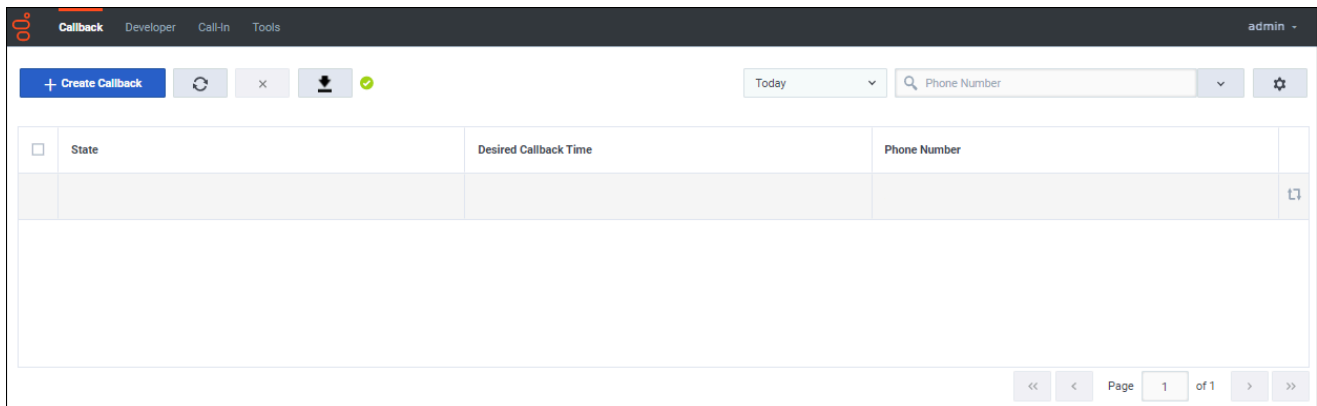 Callback Developer Call-In Tools admin
Create Callback Today Phone Number
State Desired Callback Time Phone Number
Page 1 of 1